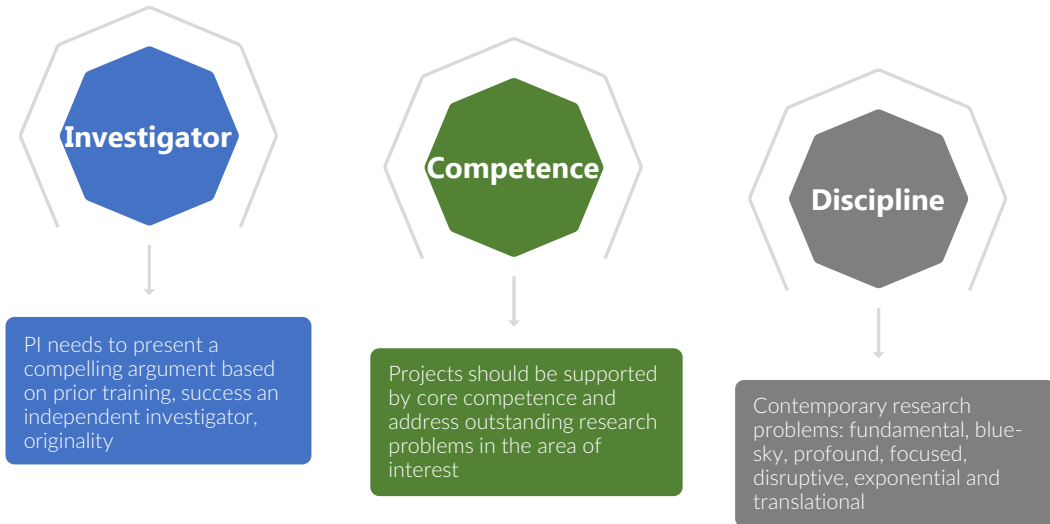 Investigator
PI needs to present a
compelling argument based
on prior training, success an
independent investigator,
originality
Competence
Projects should be supported
by core competence and
address outstanding research
problems in the area of
interest
Discipline
Contemporary research
problems: fundamental, blue-
sky, profound, focused,
disruptive, exponential and
translational